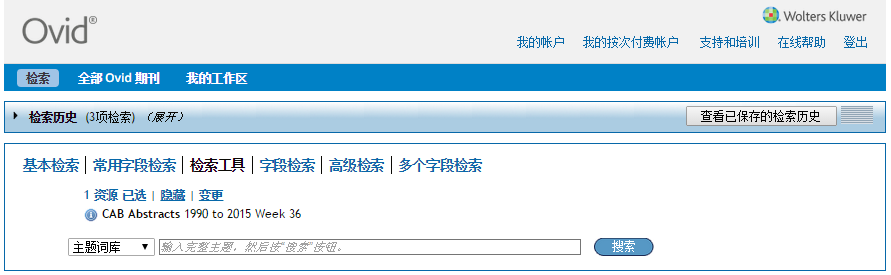 Ovid®
Wolters Kluwer
我的帐户 我的按次付费帐户 支持和培训 在线帮助 登出
检索 全部 Ovid 期刊 我的工作区
检索历史 (3项检索) (展开) 查看已保存的检索历史
基本检索 | 常用字段检索 | 检索工具 | 字段检索 | 高级检索 | 多个字段检索
1 资源 已选 | 隐藏 | 变更
CAB Abstracts 1990 to 2015 Week 36
主题词库 输入完整主题，然后按“搜索”按钮。 搜索